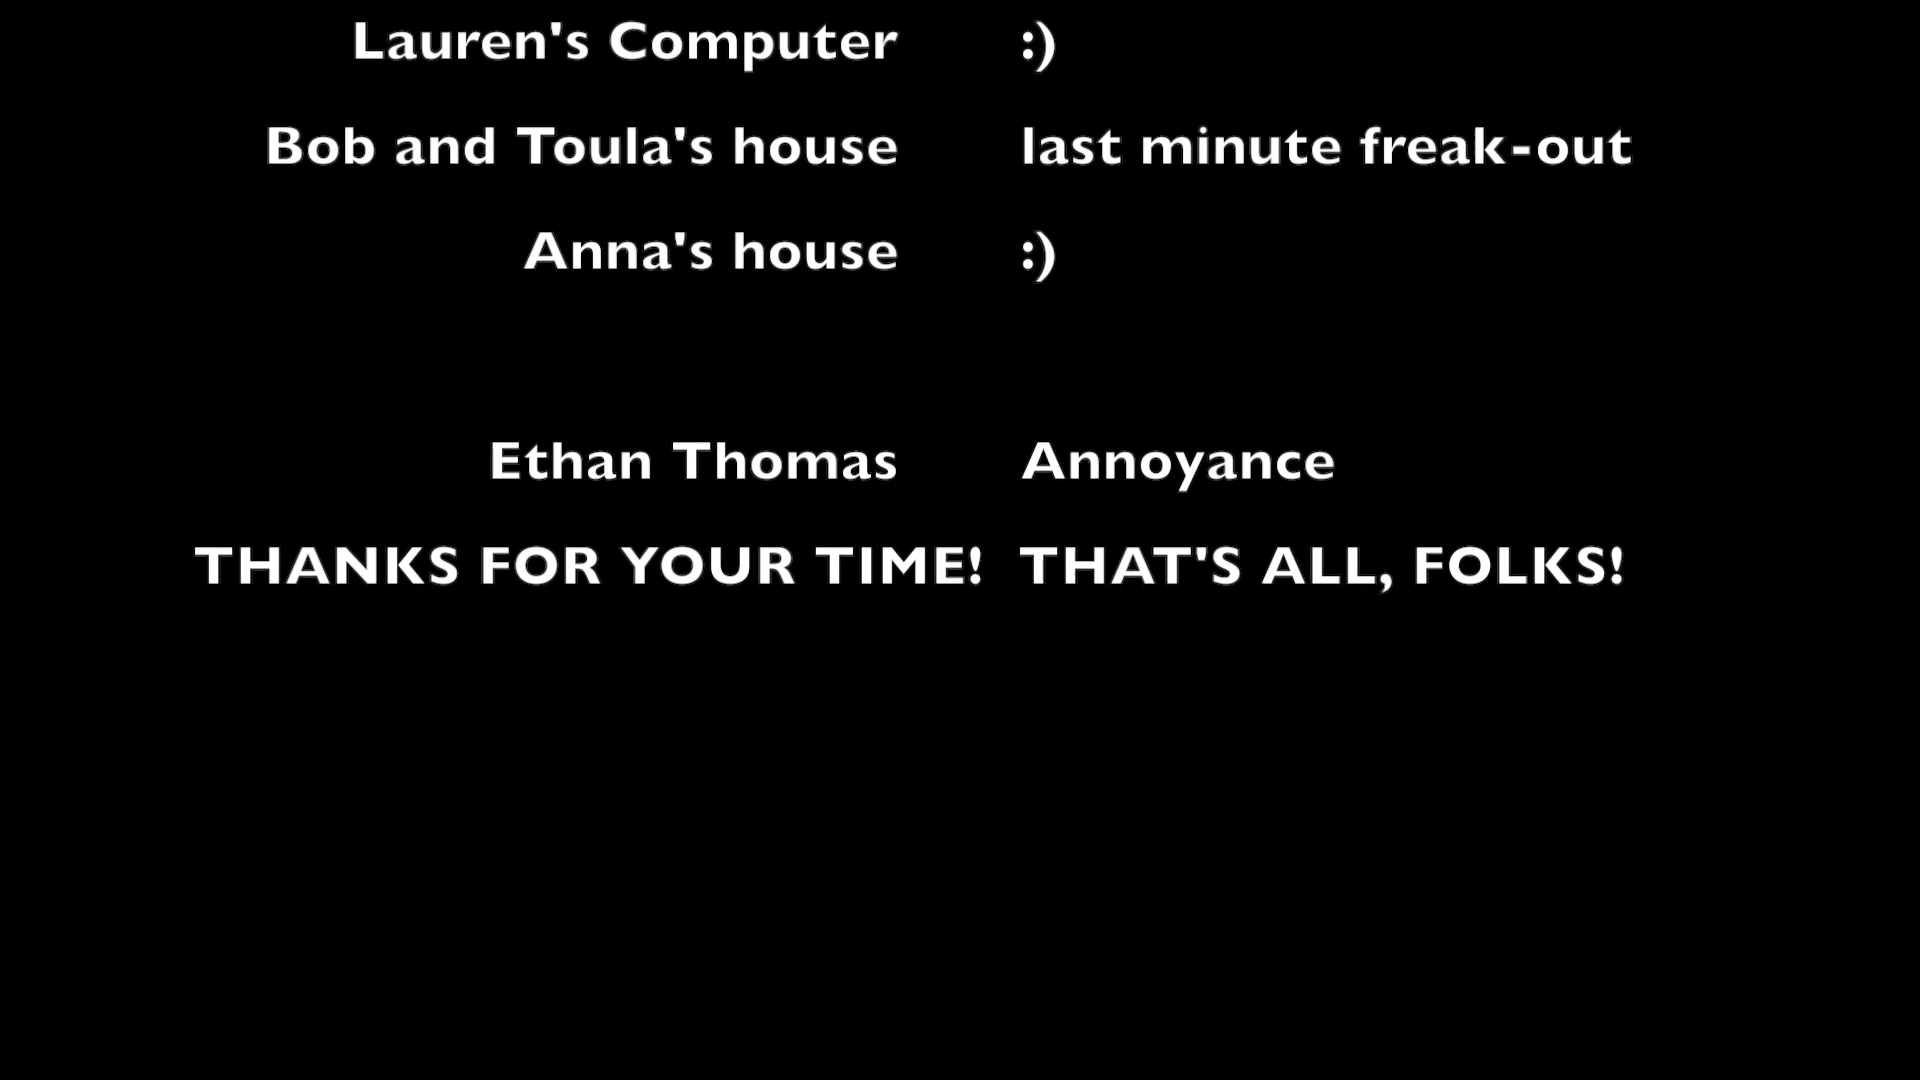 Lauren's Computer :)
Bob and Toula's house last minute freak-out
Anna's house :)
Ethan Thomas Annoyance
THANKS FOR YOUR TIME! THAT'S ALL, FOLKS!